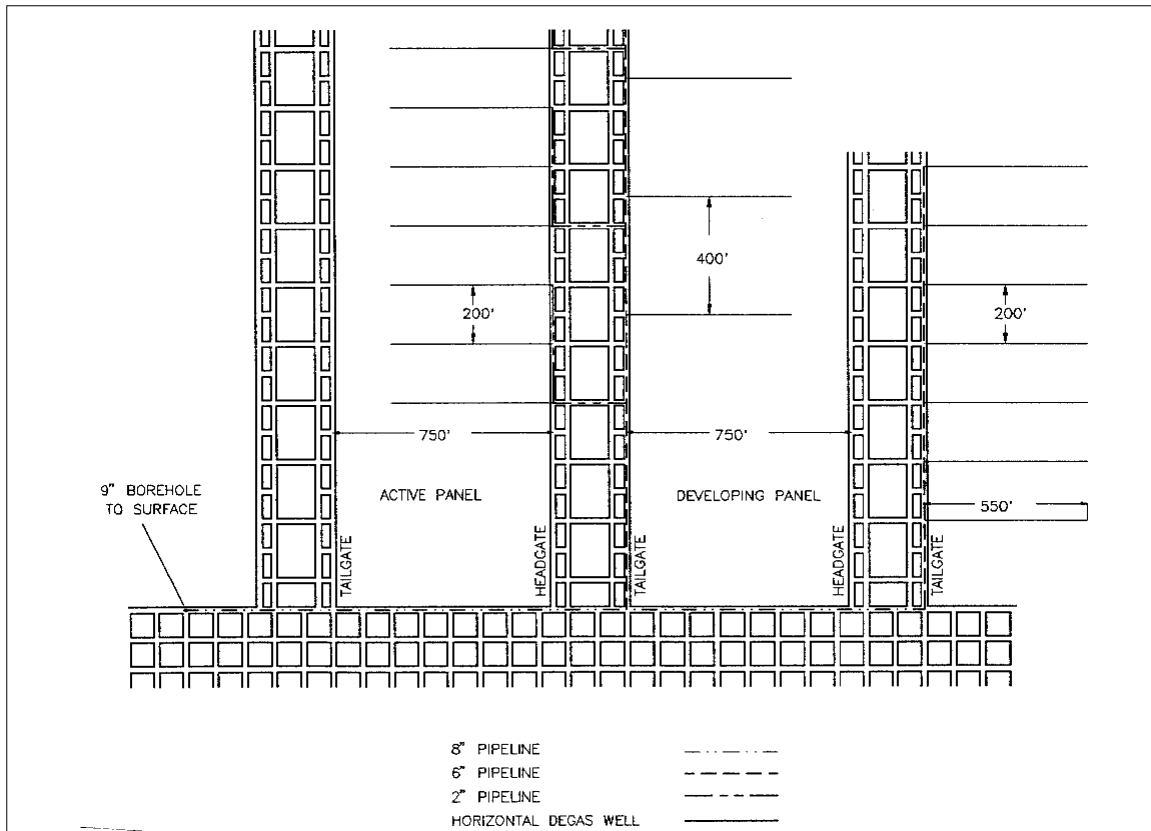 400'
200'
200'
750'
750'
9" BOREHOLE
TO SURFACE
ACTIVE PANEL
DEVELOPING PANEL
550'
TAILGATE
HEADGATE
TAILGATE
HEADGATE
TAILGATE
8" PIPELINE
6" PIPELINE
2" PIPELINE
HORIZONTAL DEGAS WELL